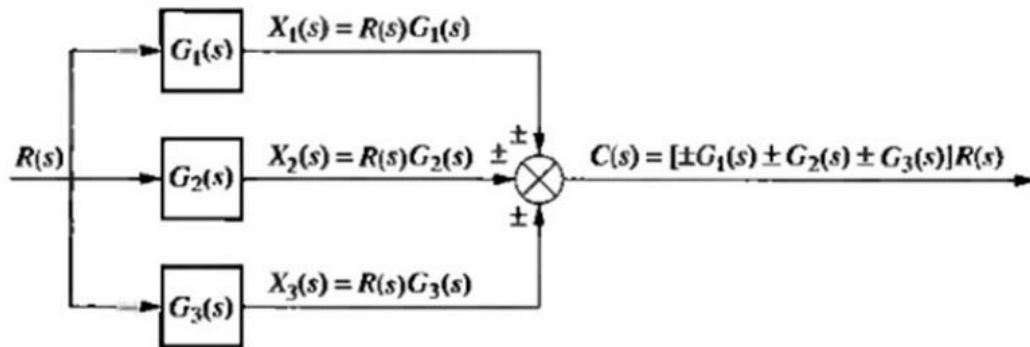 X₁(s) = R(s)G₁(s)
G₁(s)
±
R(s)
X₂(s) = R(s)G₂(s)
±
C(s) = [±G₁(s) ± G₂(s) ± G₃(s)]R(s)
G₂(s)
±
X₃(s) = R(s)G₃(s)
G₃(s)